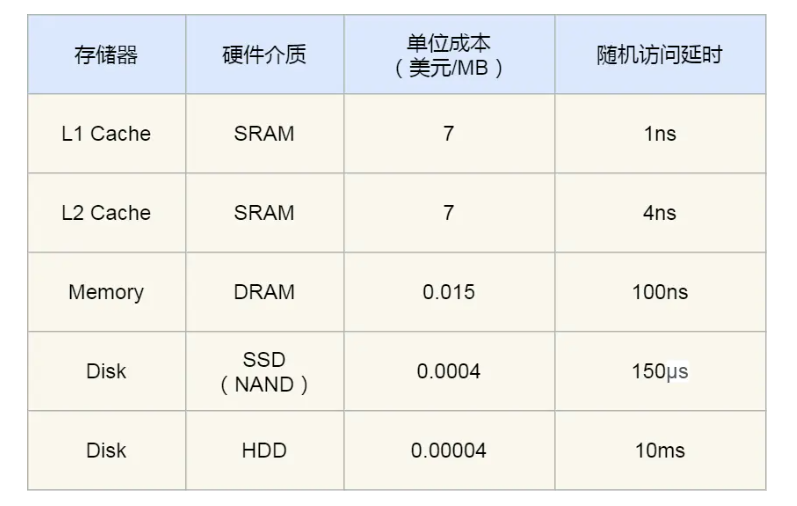 存储器 硬件介质 单位成本
（美元/MB） 随机访问延时
L1 Cache SRAM 7 1ns
L2 Cache SRAM 7 4ns
Memory DRAM 0.015 100ns
Disk SSD
（NAND） 0.0004 150μs
Disk HDD 0.00004 10ms